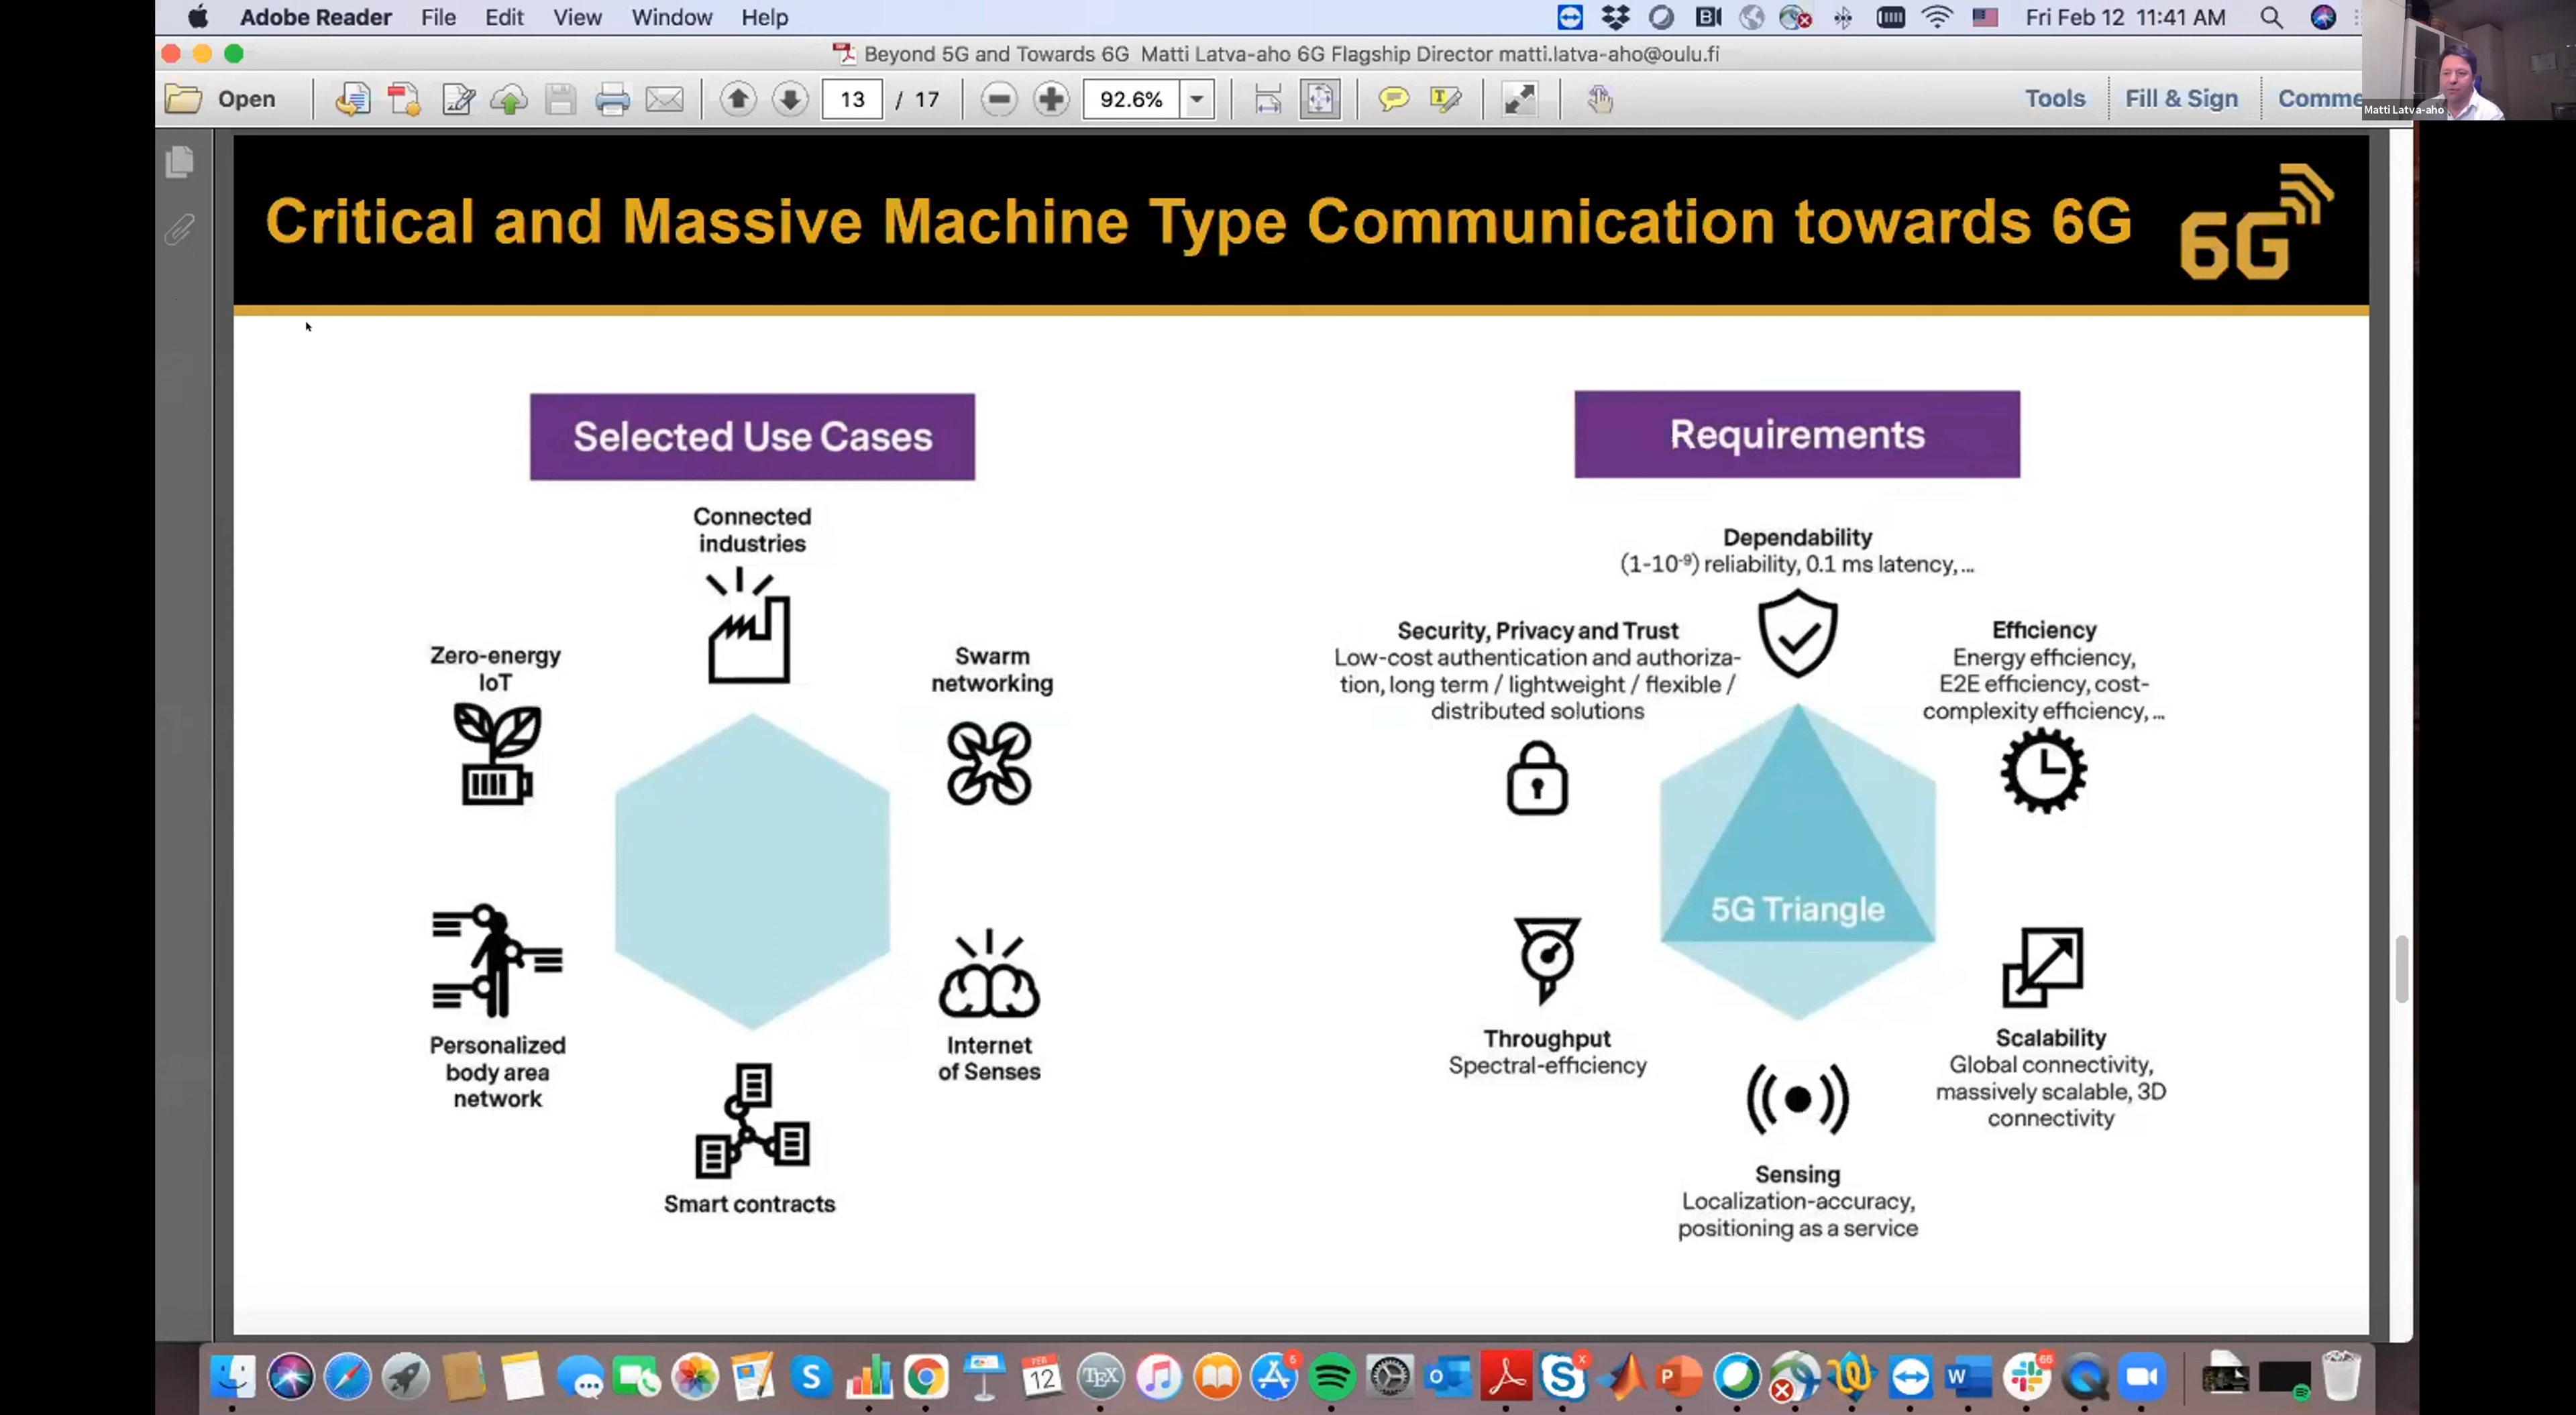 Adobe Reader File Edit View Window Help Fri Feb 12 11:41 AM
Beyond 5G and Towards 6G Matti Latva-aho 6G Flagship Director matti.latva-aho@oulu.fi
Open 13 / 17 92.6% Tools Fill & Sign Comme
Matti Latva-aho
Critical and Massive Machine Type Communication towards 6G
6G
Selected Use Cases
Connected
industries
Zero-energy
IoT
Swarm
networking
Personalized
body area
network
Internet
of Senses
Smart contracts
Requirements
Dependability
(1-10⁻⁹) reliability, 0.1 ms latency, ...
Security, Privacy and Trust
Low-cost authentication and authoriza-
tion, long term / lightweight / flexible /
distributed solutions
Efficiency
Energy efficiency,
E2E efficiency, cost-
complexity efficiency, ...
5G Triangle
Throughput
Spectral-efficiency
Scalability
Global connectivity,
massively scalable, 3D
connectivity
Sensing
Localization-accuracy,
positioning as a service
FEB
12
TEX
5
66